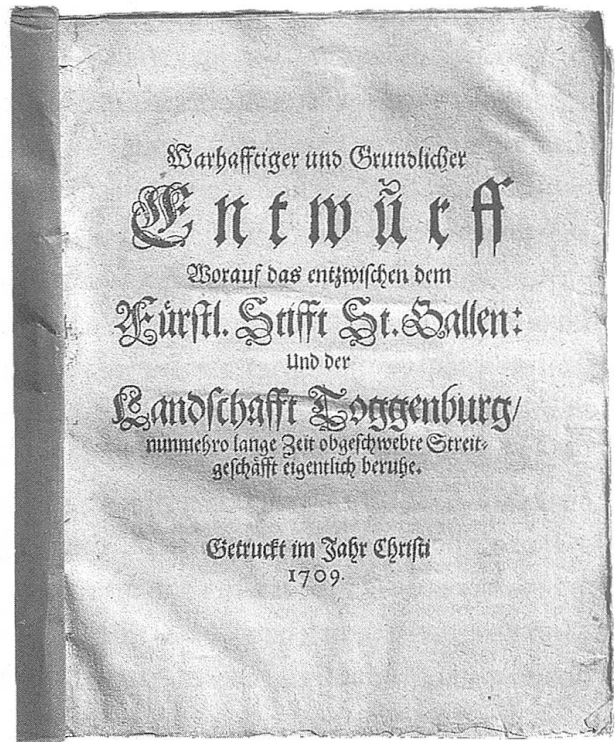 Warhafftiger und Grundlicher
Entwurff
Worauf das entzwischen dem
Fürstl. Stifft St. Gallen:
Und der
Landschafft Toggenburg/
nunmehro lange Zeit obgeschwebte Streit-
geschäfft eigentlich beruhe.
Getruckt im Jahr Christi
1709.